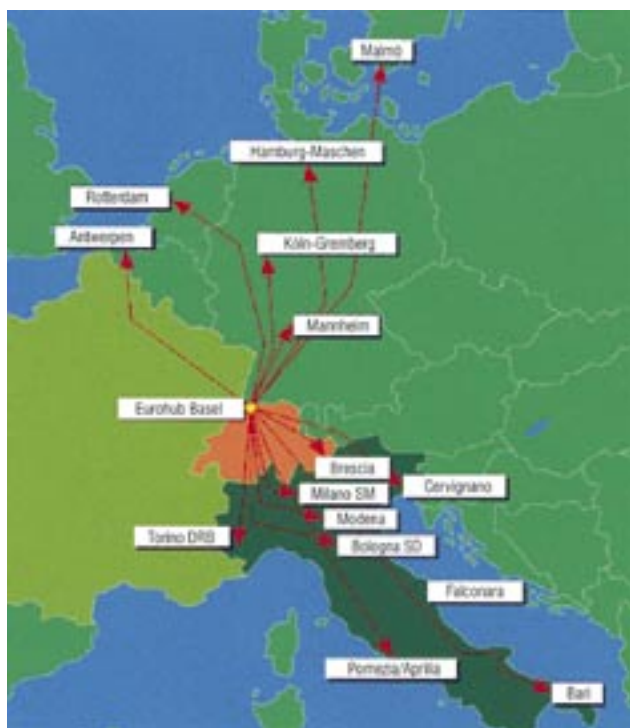 Malmö
Hamburg-Maschen
Rotterdam
Antwerpen
Köln-Gremberg
Mannheim
Eurohub Basel
Brescia
Cervignano
Milano SM
Modena
Torino DRB
Bologna SD
Falconara
Pomezia/Aprilia
Bari